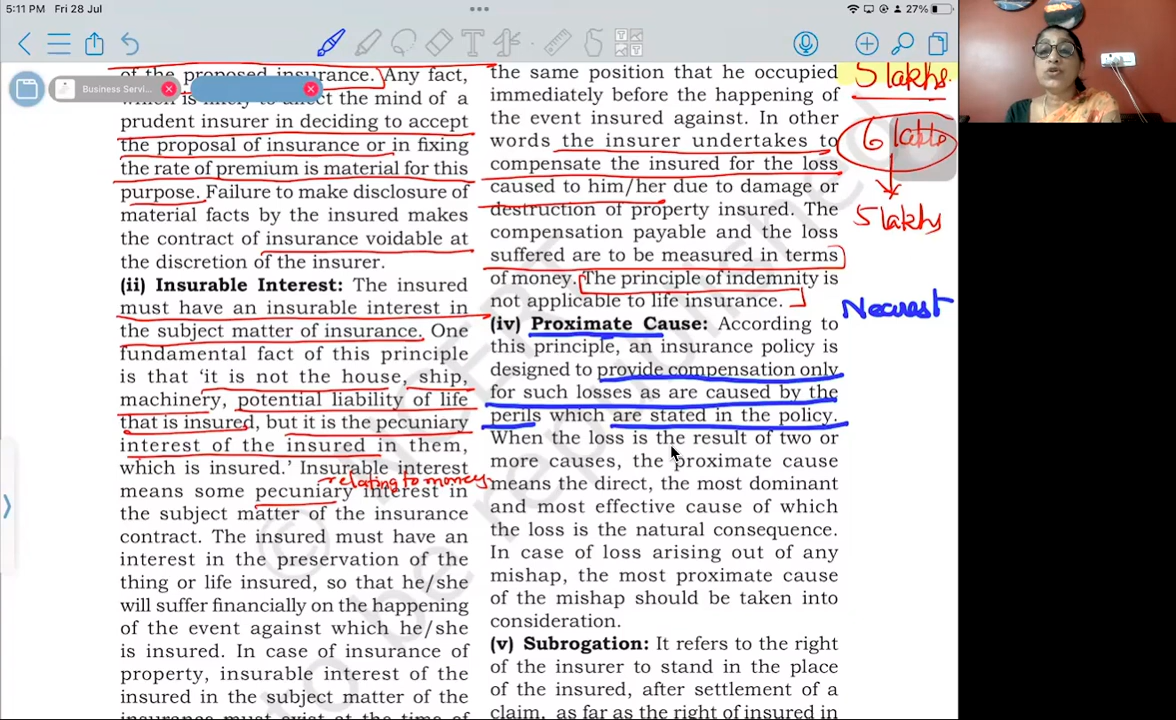 5:11 PM Fri 28 Jul
27%
Business Servi...
of the proposed insurance. Any fact,
which is likely to affect the mind of a
prudent insurer in deciding to accept
the proposal of insurance or in fixing
the rate of premium is material for this
purpose. Failure to make disclosure of
material facts by the insured makes
the contract of insurance voidable at
the discretion of the insurer.
(ii) Insurable Interest: The insured
must have an insurable interest in
the subject matter of insurance. One
fundamental fact of this principle
is that ‘it is not the house, ship,
machinery, potential liability of life
that is insured, but it is the pecuniary
interest of the insured in them,
which is insured.’ Insurable interest
relating to money
means some pecuniary interest in
the subject matter of the insurance
contract. The insured must have an
interest in the preservation of the
thing or life insured, so that he/she
will suffer financially on the happening
of the event against which he/she
is insured. In case of insurance of
property, insurable interest of the
insured in the subject matter of the
insurance must exist at the time of
the same position that he occupied
immediately before the happening of
the event insured against. In other
words the insurer undertakes to
compensate the insured for the loss
caused to him/her due to damage or
destruction of property insured. The
compensation payable and the loss
suffered are to be measured in terms
of money. The principle of indemnity is
not applicable to life insurance.
(iv) Proximate Cause: According to
this principle, an insurance policy is
designed to provide compensation only
for such losses as are caused by the
perils which are stated in the policy.
When the loss is the result of two or
more causes, the proximate cause
means the direct, the most dominant
and most effective cause of which
the loss is the natural consequence.
In case of loss arising out of any
mishap, the most proximate cause
of the mishap should be taken into
consideration.
(v) Subrogation: It refers to the right
of the insurer to stand in the place
of the insured, after settlement of a
claim, as far as the right of insured in
5 lakhs.
6 lakhs
5 lakhs
Nearest
© NCERT
to be republished